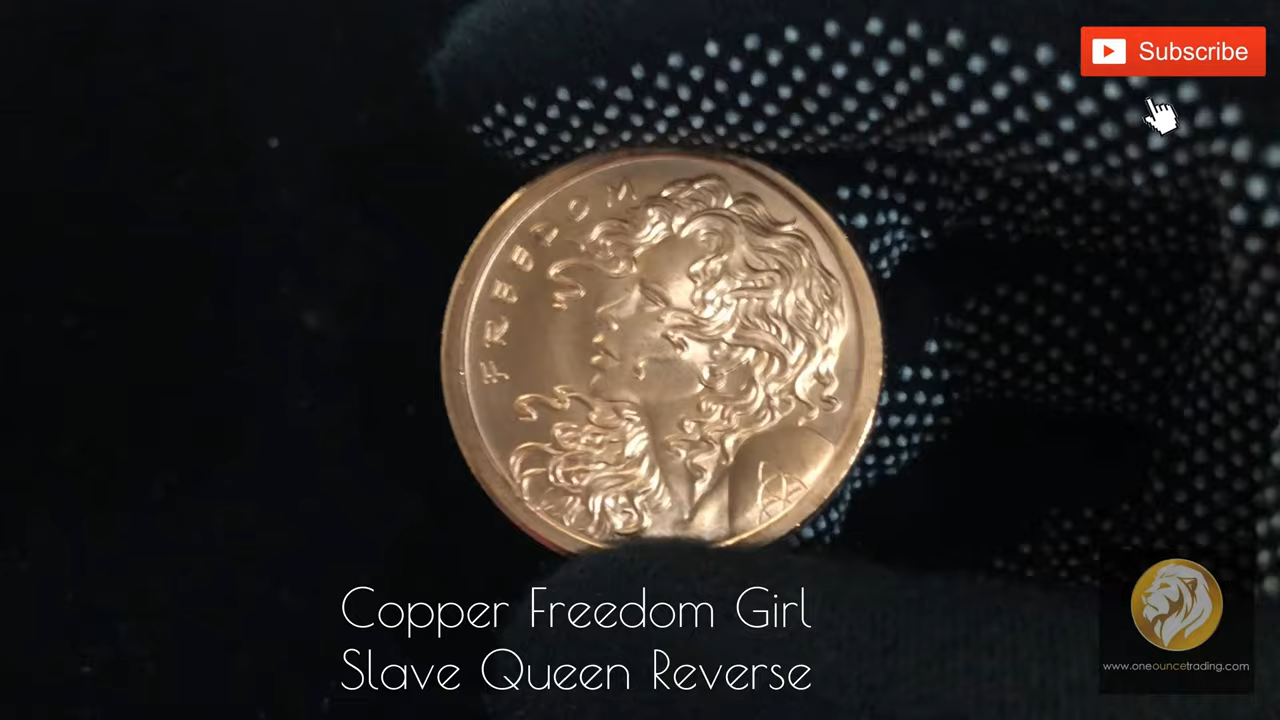 Subscribe
FREEDOM
Copper Freedom Girl
Slave Queen Reverse
www.oneouncetrading.com